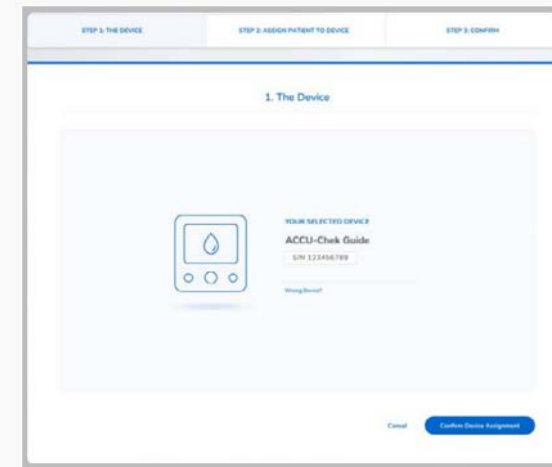 STEP 1: THE DEVICE
STEP 2: ASSIGN PATIENT TO DEVICE
STEP 3: CONFIRM
1. The Device
YOUR SELECTED DEVICE
ACCU-Chek Guide
S/N 123456789
Wrong Device?
Cancel
Confirm Device Assignment